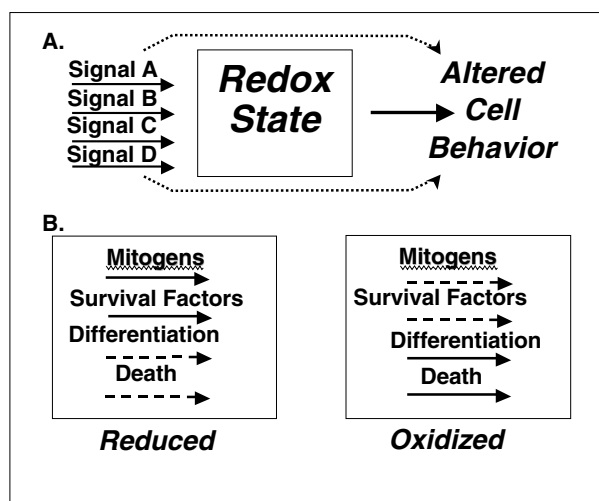 A.
Signal A
Signal B
Signal C
Signal D
Redox
State
Altered
Cell
Behavior
B.
Mitogens
Survival Factors
Differentiation
Death
Reduced
Mitogens
Survival Factors
Differentiation
Death
Oxidized